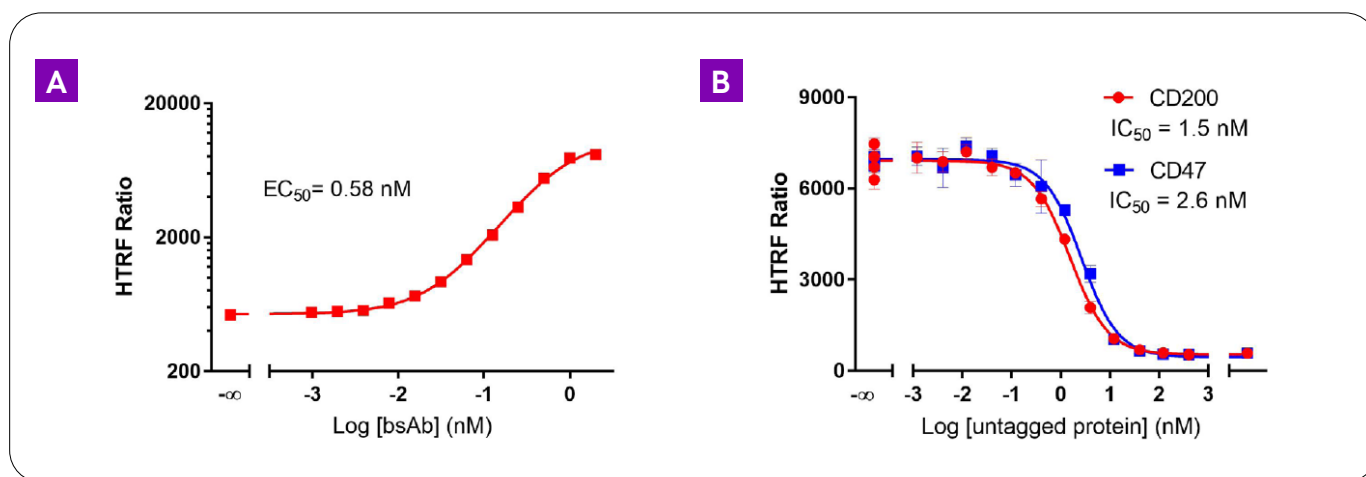 A
20000
2000
200
HTRF Ratio
EC50= 0.58 nM
-∞ -3 -2 -1 0
Log [bsAb] (nM)
B
9000
6000
3000
0
HTRF Ratio
CD200
IC50 = 1.5 nM
CD47
IC50 = 2.6 nM
-∞ -3 -2 -1 0 1 2 3
Log [untagged protein] (nM)